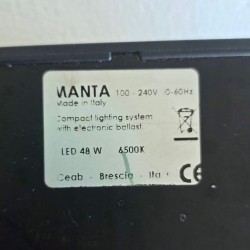 MANTA 100 - 240V 0-60Hz
Made in Italy
Compact lighting system
with electronic ballast.
LED 48 W 6500K
Ceab - Brescia - Ita
CE